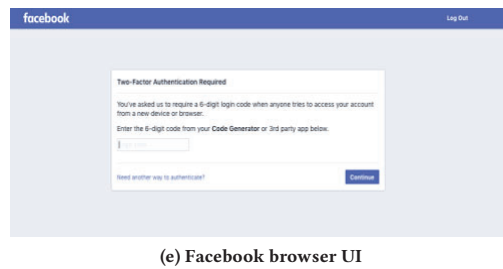 facebook
Log Out
Two-Factor Authentication Required
You've asked us to require a 6-digit login code when anyone tries to access your account
from a new device or browser.
Enter the 6-digit code from your Code Generator or 3rd party app below.
Need another way to authenticate?
Continue
(e) Facebook browser UI